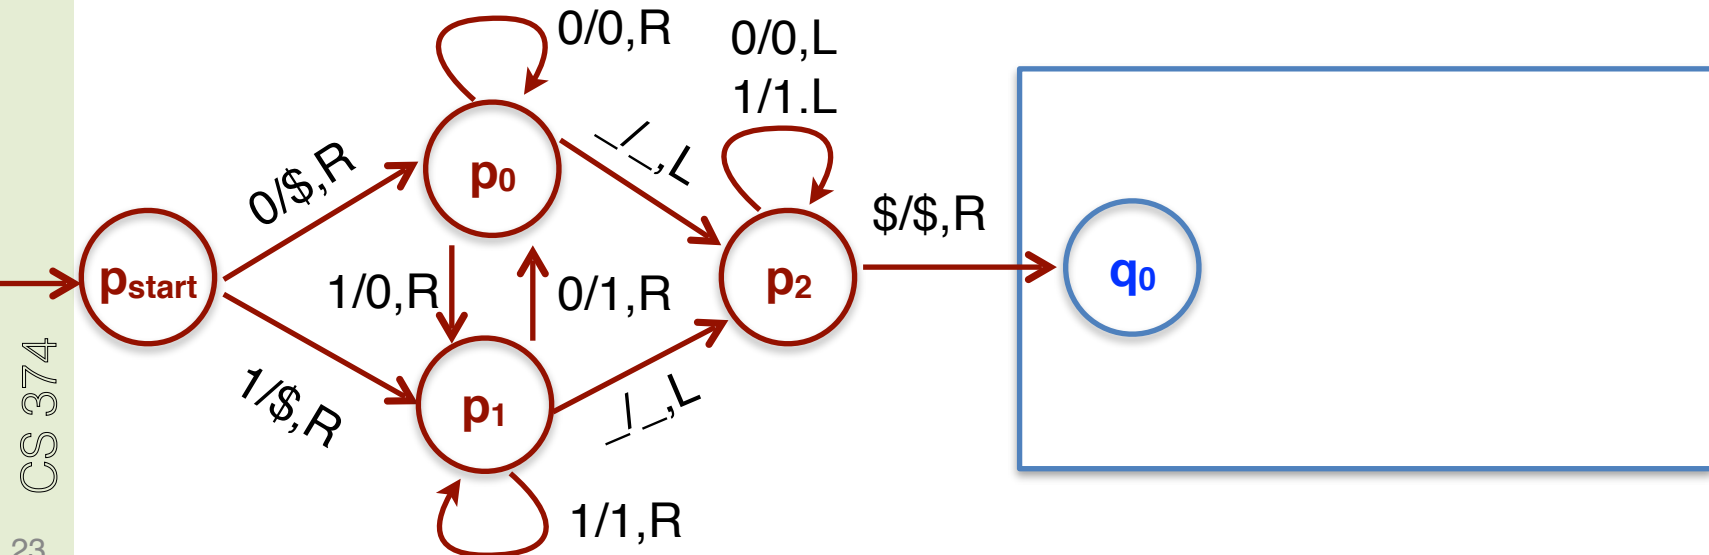 0/0,R
0/0,L
1/1.L
_/_,L
0/$,R
p0
$/$,R
pstart
1/0,R
0/1,R
p2
q0
1/$,R
p1
_/_,L
1/1,R
CS 374
23